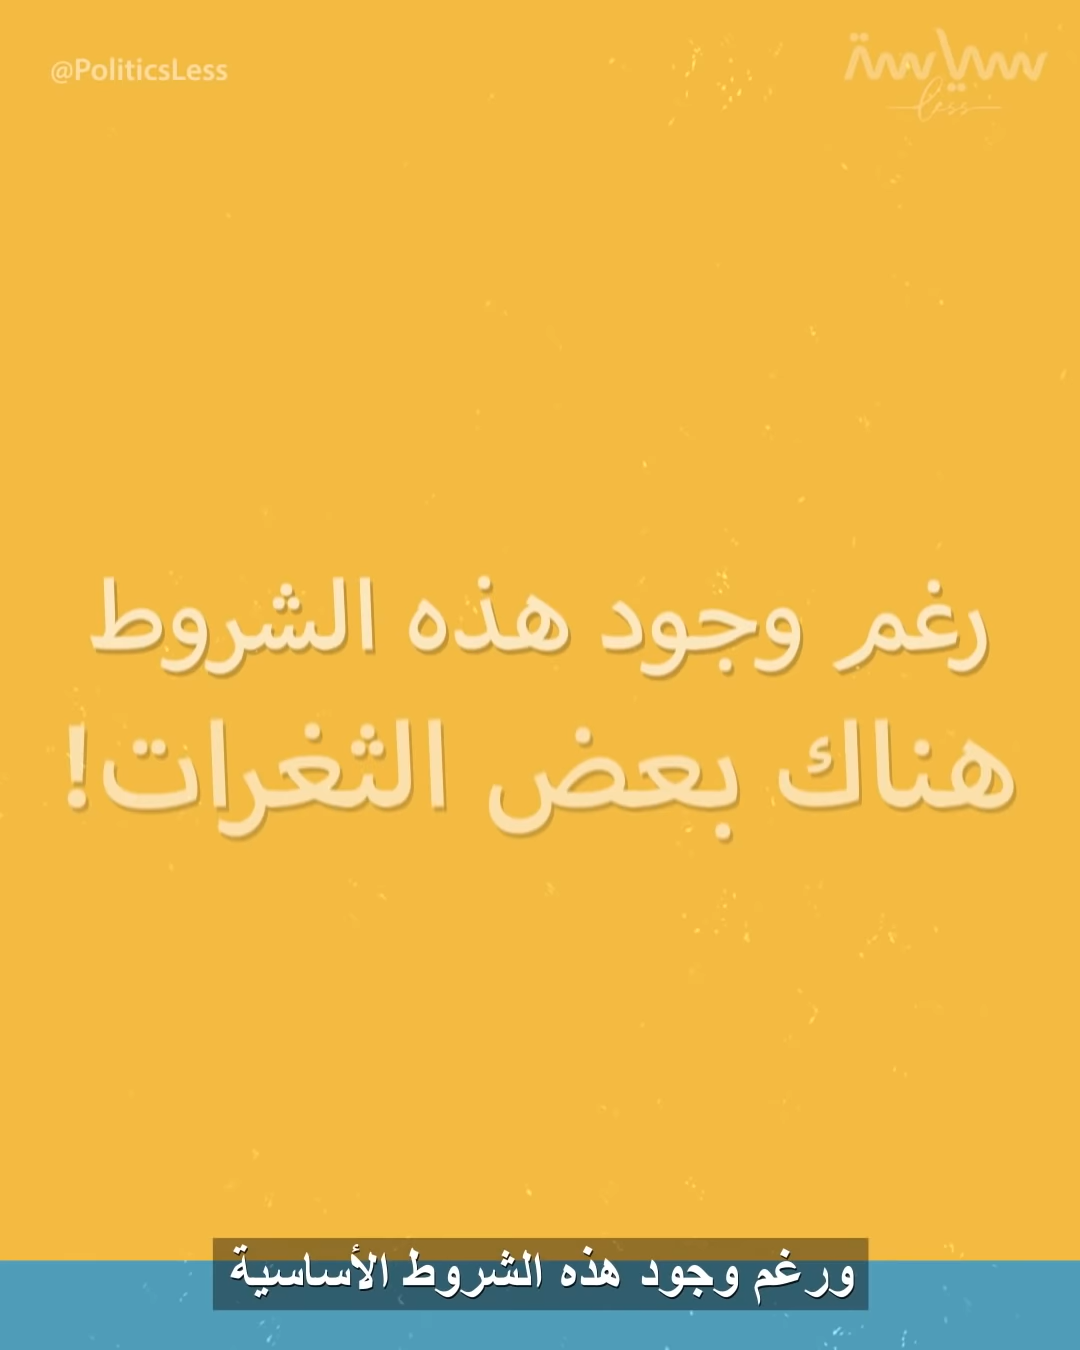 @PoliticsLess
سياسة
less
رغم وجود هذه الشروط
هناك بعض الثغرات!
ورغم وجود هذه الشروط الأساسية